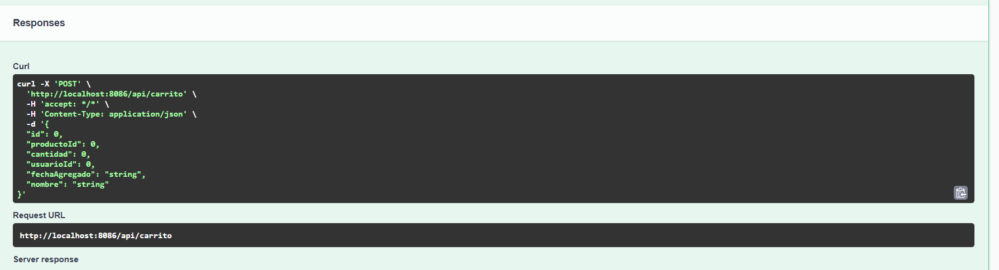 Responses
Curl
curl -X 'POST' \
  'http://localhost:8086/api/carrito' \
  -H 'accept: */*' \
  -H 'Content-Type: application/json' \
  -d '{
  "id": 0,
  "productoId": 0,
  "cantidad": 0,
  "usuarioId": 0,
  "fechaAgregado": "string",
  "nombre": "string"
}'
Request URL
http://localhost:8086/api/carrito
Server response